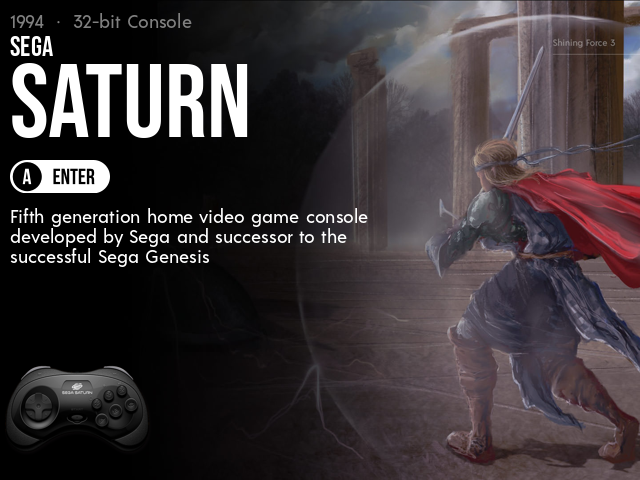 1994 · 32-bit Console
SEGA
SATURN
Shining Force 3
A ENTER
Fifth generation home video game console
developed by Sega and successor to the
successful Sega Genesis
SEGA SATURN